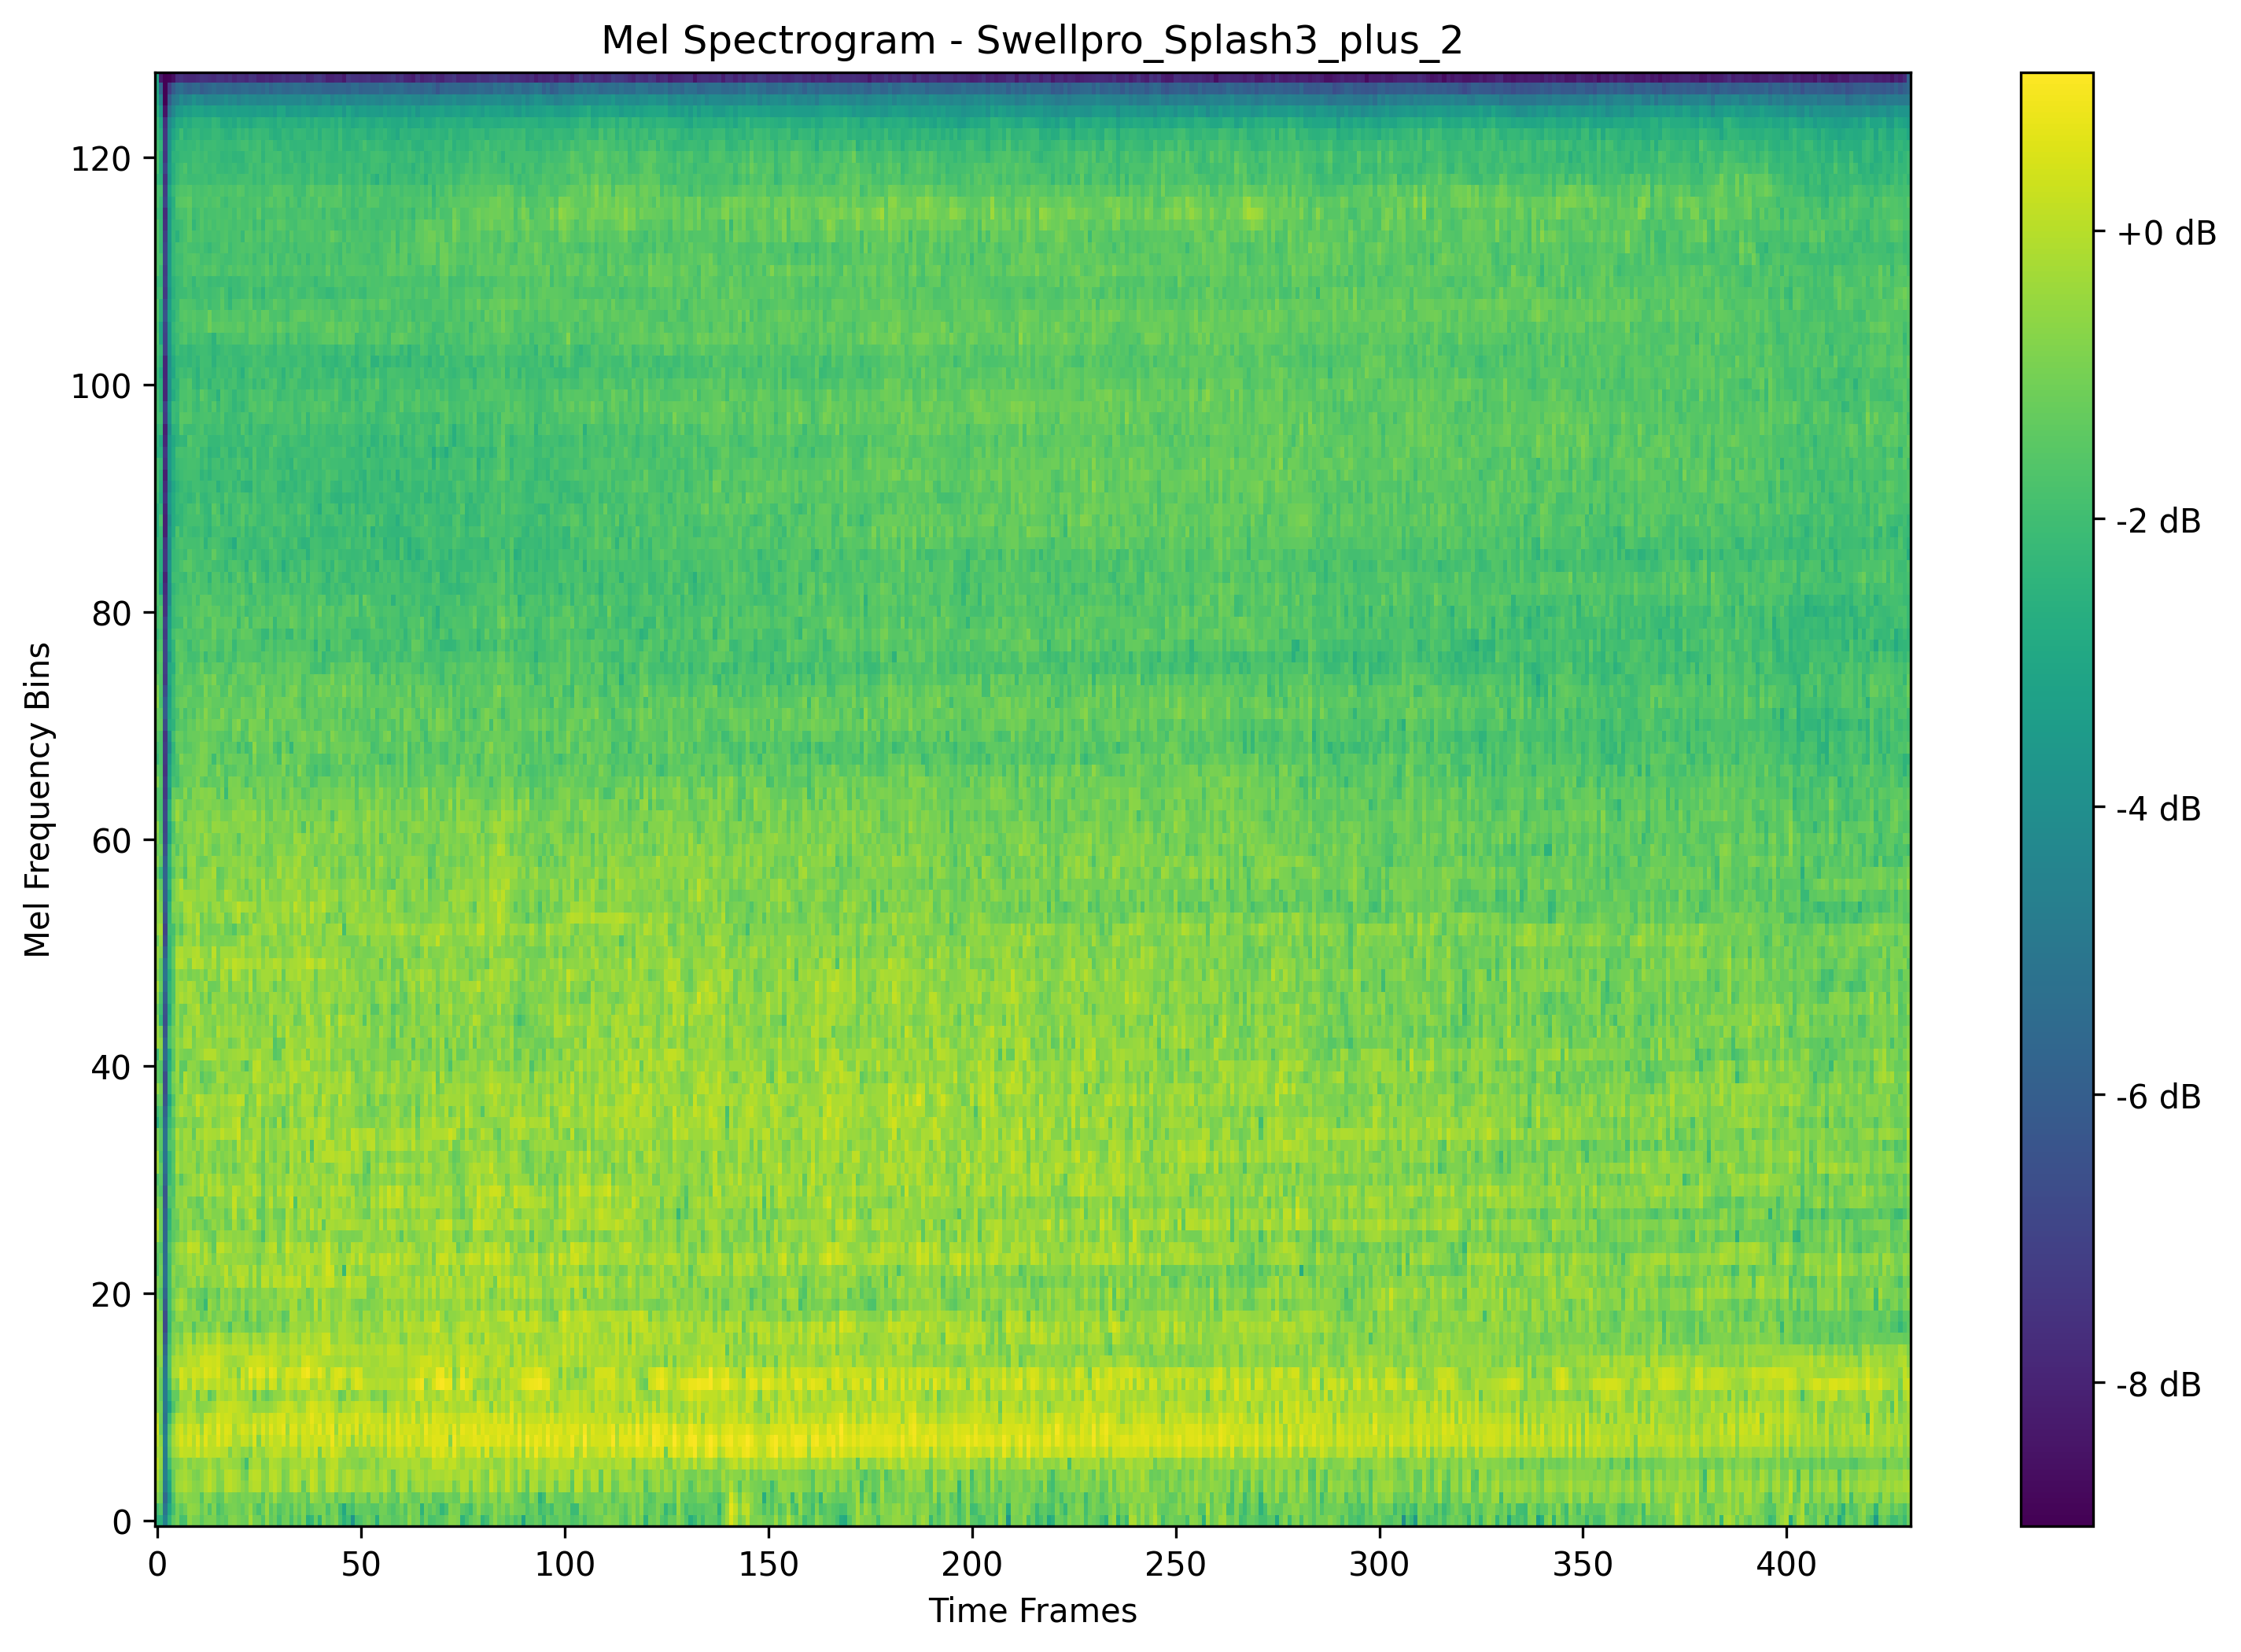 Mel Spectrogram - Swellpro_Splash3_plus_2
Mel Frequency Bins
120
100
80
60
40
20
0
0 50 100 150 200 250 300 350 400
Time Frames
+0 dB
-2 dB
-4 dB
-6 dB
-8 dB